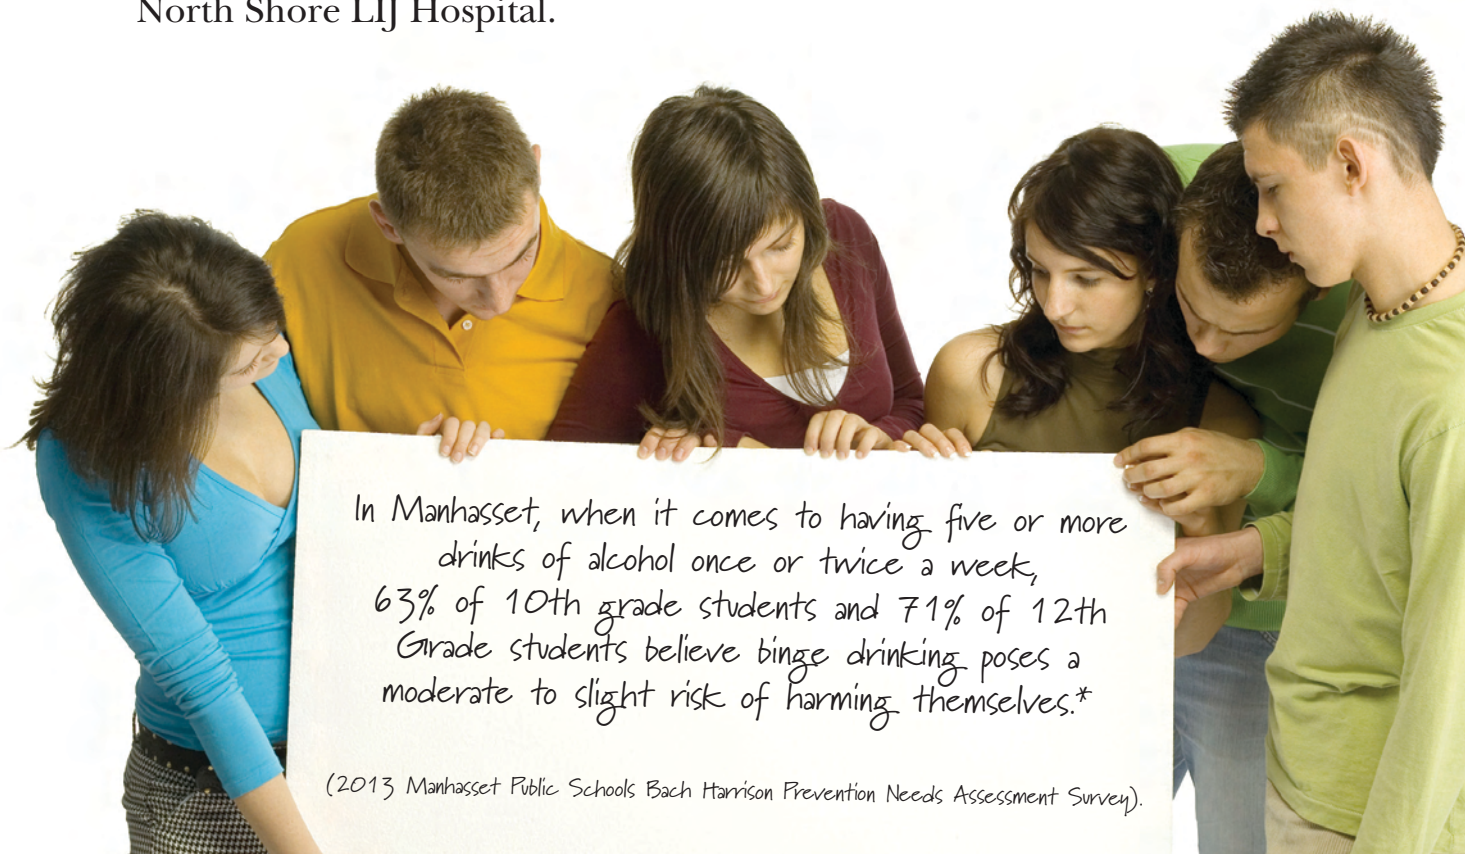 North Shore LIJ Hospital.
In Manhasset, when it comes to having five or more
drinks of alcohol once or twice a week,
63% of 10th grade students and 71% of 12th
Grade students believe binge drinking poses a
moderate to slight risk of harming themselves.*
(2013 Manhasset Public Schools Bach Harrison Prevention Needs Assessment Survey).